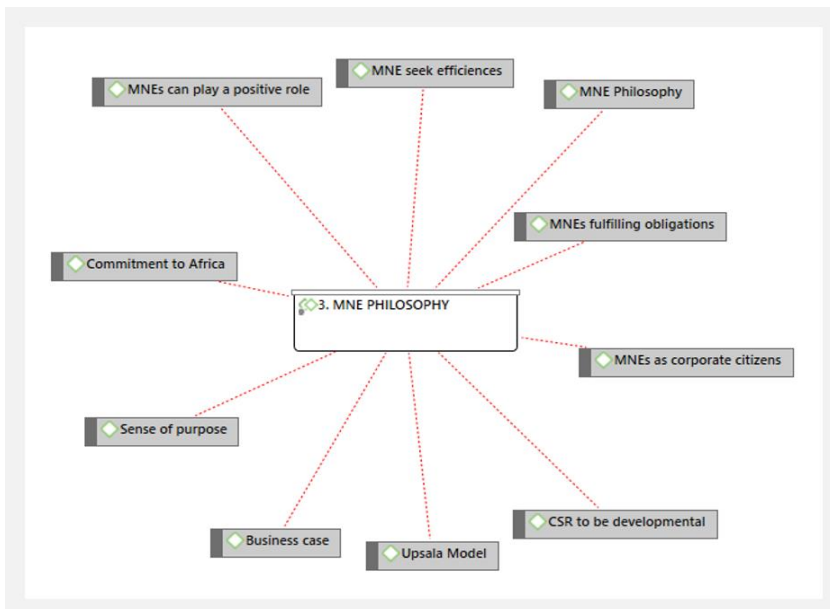 MNE seek efficiences
MNEs can play a positive role
MNE Philosophy
MNEs fulfilling obligations
Commitment to Africa
3. MNE PHILOSOPHY
MNEs as corporate citizens
Sense of purpose
CSR to be developmental
Business case
Upsala Model